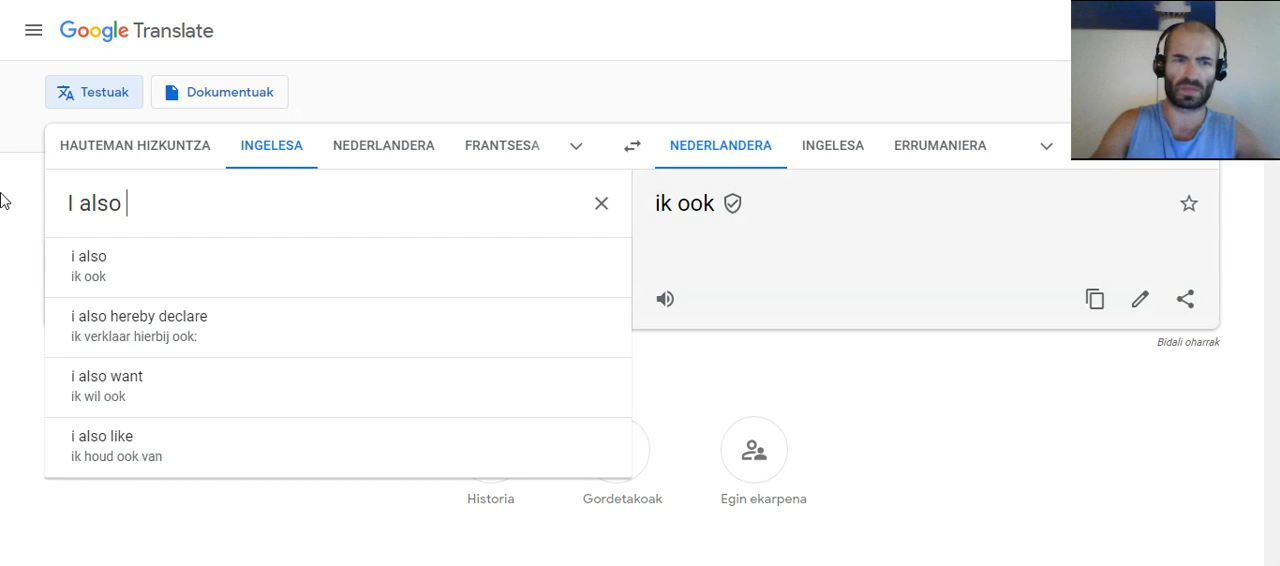 Google Translate
Testuak
Dokumentuak
HAUTEMAN HIZKUNTZA INGELESA NEDERLANDERA FRANTSESA NEDERLANDERA INGELESA ERRUMANIERA
I also
ik ook
i also
ik ook
i also hereby declare
ik verklaar hierbij ook:
i also want
ik wil ook
i also like
ik houd ook van
Bidali oharrak
Historia
Gordetakoak
Egin ekarpena